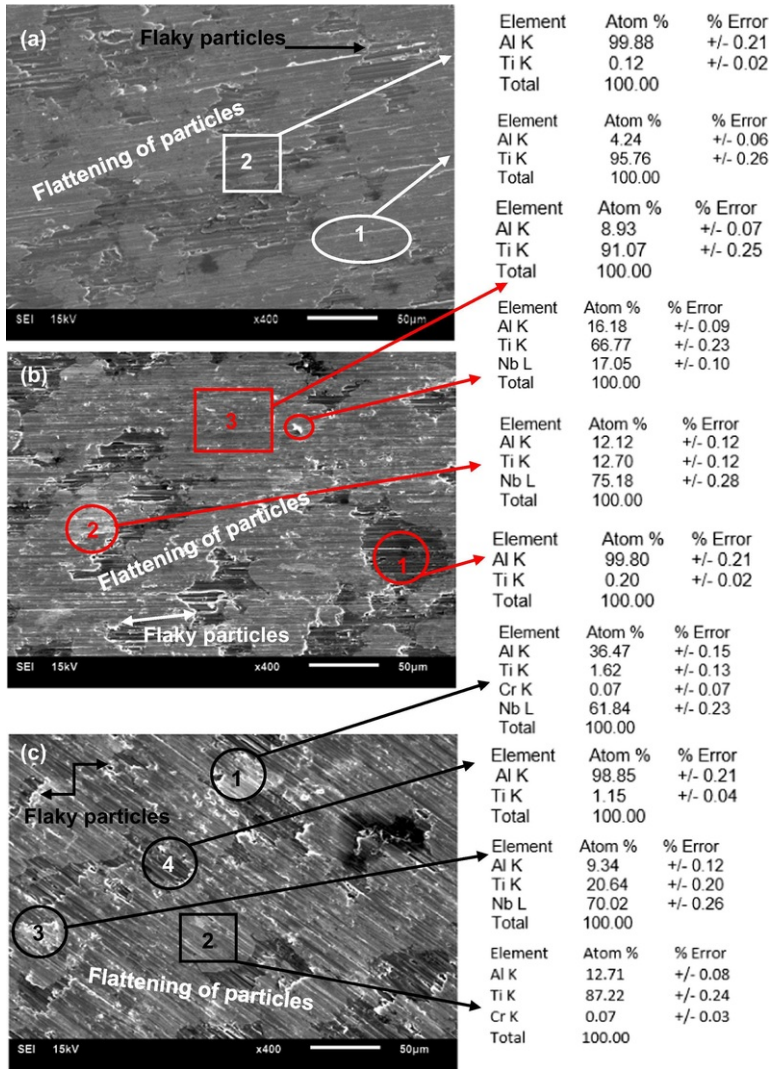 (a)
Flaky particles
Flattening of particles
2
1
SEI 15kV x400 50µm
(b)
3
2
Flattening of particles
1
Flaky particles
SEI 15kV x400 50µm
(c)
1
Flaky particles
4
3
2
Flattening of particles
SEI 15kV x400 50µm
Element Atom % % Error
Al K 99.88 +/- 0.21
Ti K 0.12 +/- 0.02
Total 100.00
Element Atom % % Error
Al K 4.24 +/- 0.06
Ti K 95.76 +/- 0.26
Total 100.00
Element Atom % % Error
Al K 8.93 +/- 0.07
Ti K 91.07 +/- 0.25
Total 100.00
Element Atom % % Error
Al K 16.18 +/- 0.09
Ti K 66.77 +/- 0.23
Nb L 17.05 +/- 0.10
Total 100.00
Element Atom % % Error
Al K 12.12 +/- 0.12
Ti K 12.70 +/- 0.12
Nb L 75.18 +/- 0.28
Total 100.00
Element Atom % % Error
Al K 99.80 +/- 0.21
Ti K 0.20 +/- 0.02
Total 100.00
Element Atom % % Error
Al K 36.47 +/- 0.15
Ti K 1.62 +/- 0.13
Cr K 0.07 +/- 0.07
Nb L 61.84 +/- 0.23
Total 100.00
Element Atom % % Error
Al K 98.85 +/- 0.21
Ti K 1.15 +/- 0.04
Total 100.00
Element Atom % % Error
Al K 9.34 +/- 0.12
Ti K 20.64 +/- 0.20
Nb L 70.02 +/- 0.26
Total 100.00
Element Atom % % Error
Al K 12.71 +/- 0.08
Ti K 87.22 +/- 0.24
Cr K 0.07 +/- 0.03
Total 100.00